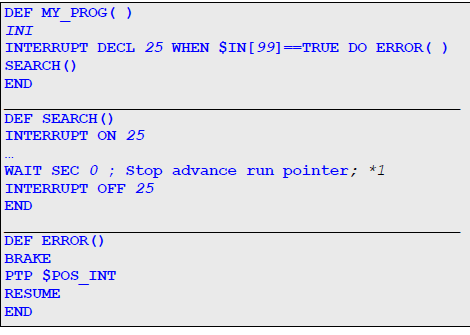 DEF MY_PROG( )
INI
INTERRUPT DECL 25 WHEN $IN[99]==TRUE DO ERROR( )
SEARCH()
END
DEF SEARCH()
INTERRUPT ON 25
…
WAIT SEC 0 ; Stop advance run pointer; *1
INTERRUPT OFF 25
END
DEF ERROR()
BRAKE
PTP $POS_INT
RESUME
END